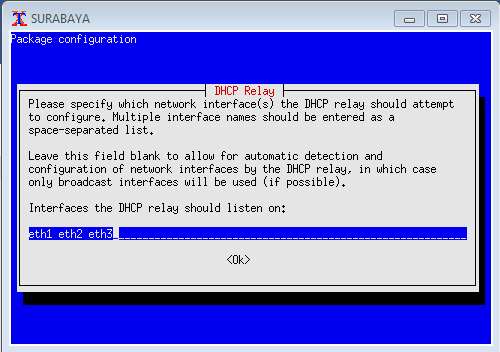 SURABAYA
Package configuration
DHCP Relay
Please specify which network interface(s) the DHCP relay should attempt
to configure. Multiple interface names should be entered as a
space-separated list.
Leave this field blank to allow for automatic detection and
configuration of network interfaces by the DHCP relay, in which case
only broadcast interfaces will be used (if possible).
Interfaces the DHCP relay should listen on:
eth1 eth2 eth3
<Ok>